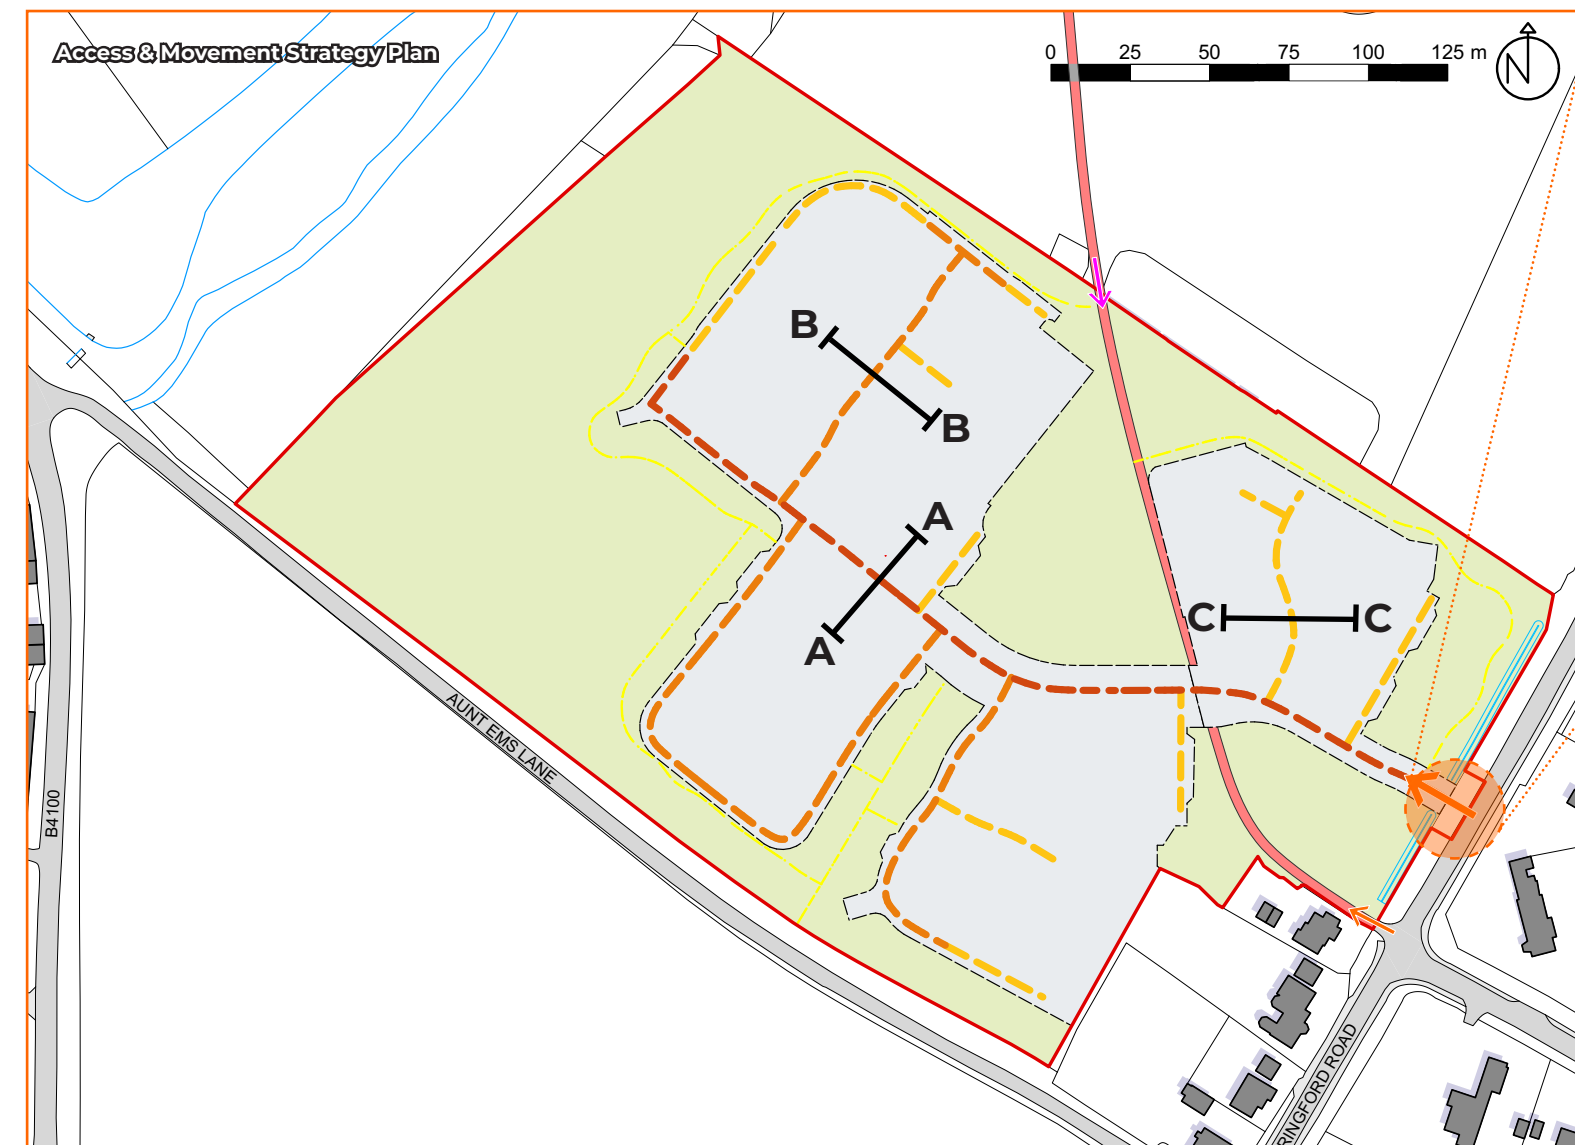 Access & Movement Strategy Plan
0 25 50 75 100 125 m
N
B
B
A
A
C
C
AUNT EMS LANE
B4100
RINGFORD ROAD